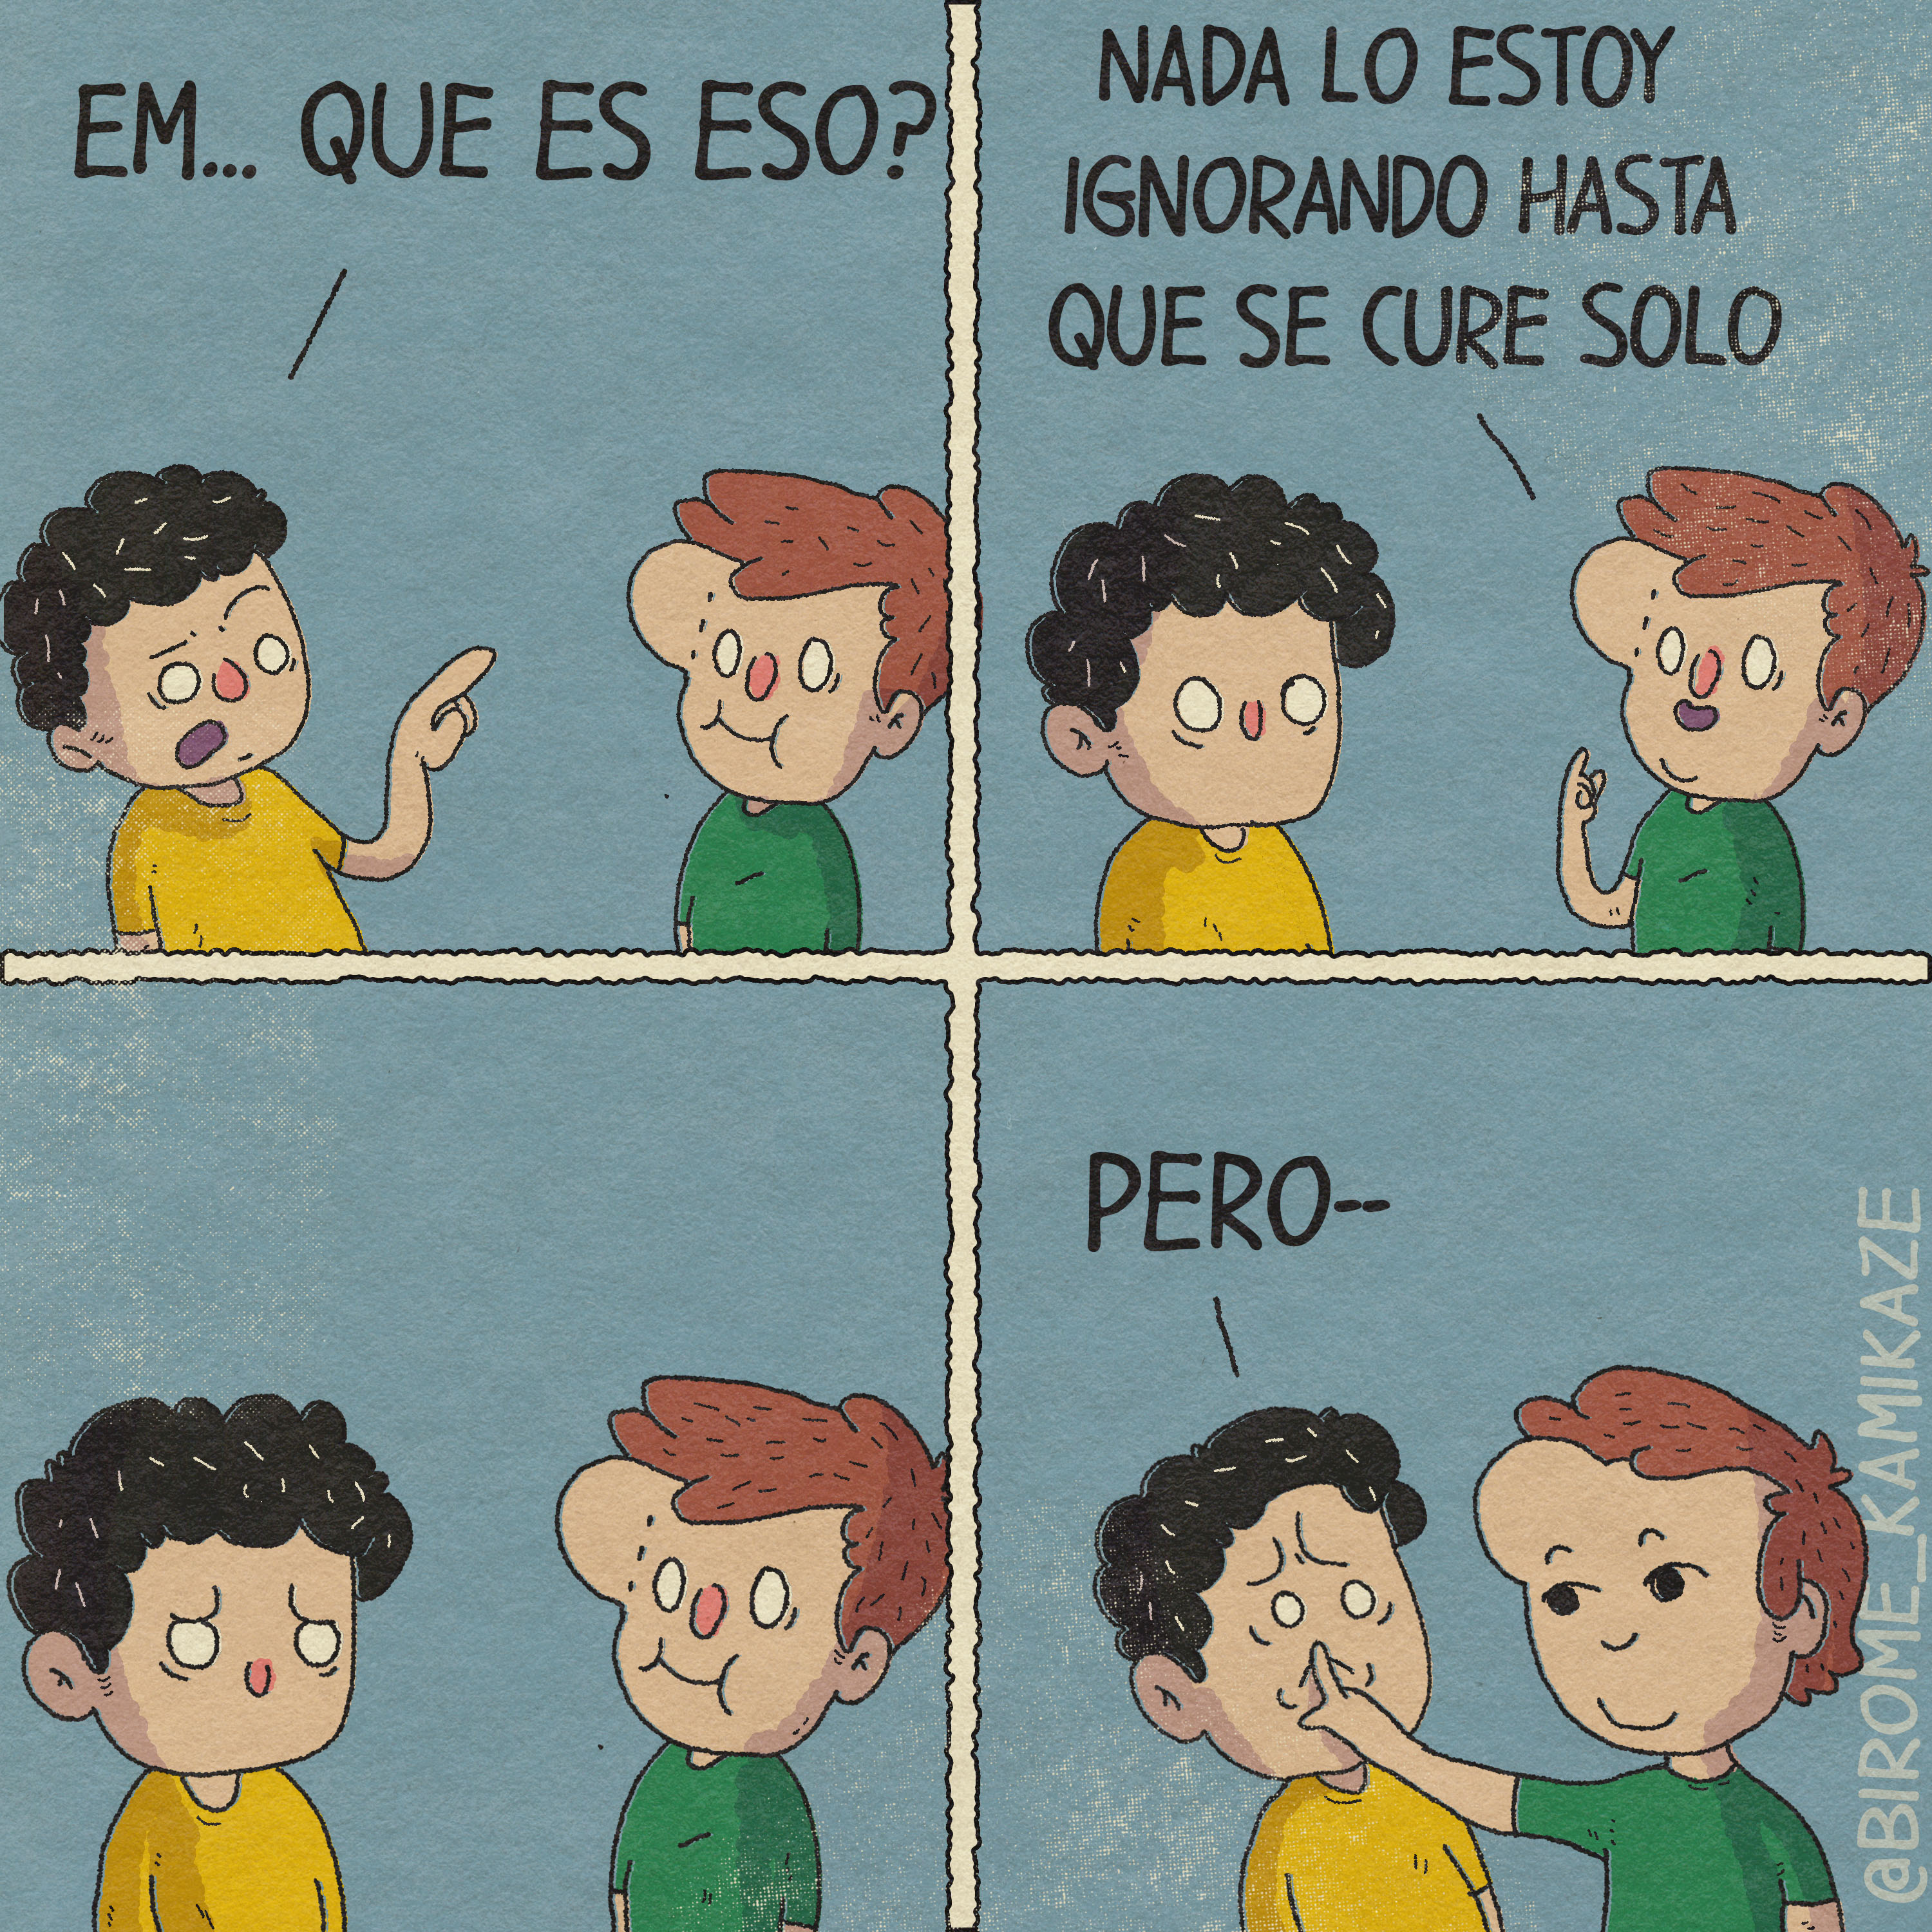 EM... QUE ES ESO?
NADA LO ESTOY
IGNORANDO HASTA
QUE SE CURE SOLO
PERO--
@BIROME_KAMIKAZE